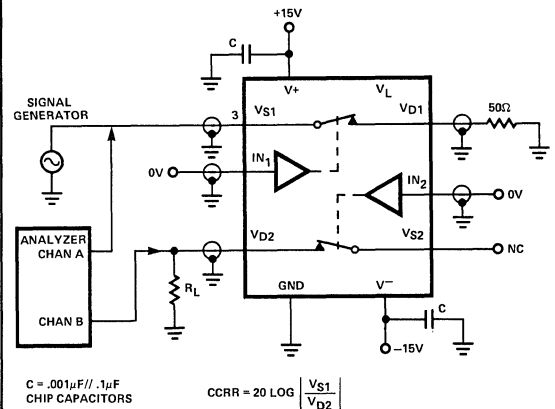 +15V
C
V+
VL
SIGNAL
GENERATOR
3
VS1
VD1
50Ω
0V
IN1
IN2
0V
ANALYZER
CHAN A
CHAN B
VD2
VS2
NC
RL
GND
V−
C
−15V
C = .001μF// .1μF
CHIP CAPACITORS
CCRR = 20 LOG | VS1 / VD2 |